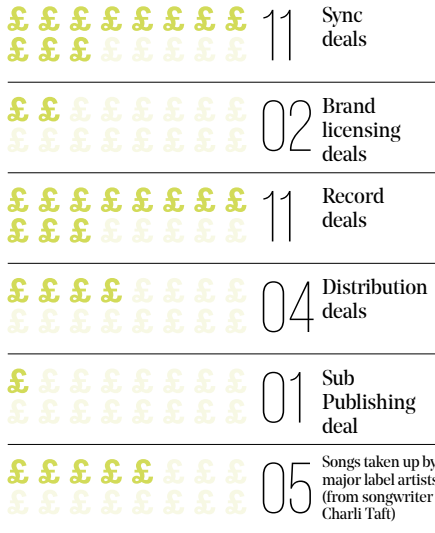 £ £ £ £ £ £ £ £
£ £ £ £ £ £ £ £
11
Sync
deals
£ £ £ £ £ £ £ £
£ £ £ £ £ £ £ £
02
Brand
licensing
deals
£ £ £ £ £ £ £ £
£ £ £ £ £ £ £ £
11
Record
deals
£ £ £ £ £ £ £ £
£ £ £ £ £ £ £ £
04
Distribution
deals
£ £ £ £ £ £ £ £
£ £ £ £ £ £ £ £
01
Sub
Publishing
deal
£ £ £ £ £ £ £ £
£ £ £ £ £ £ £ £
05
Songs taken up by
major label artists
(from songwriter
Charli Taft)